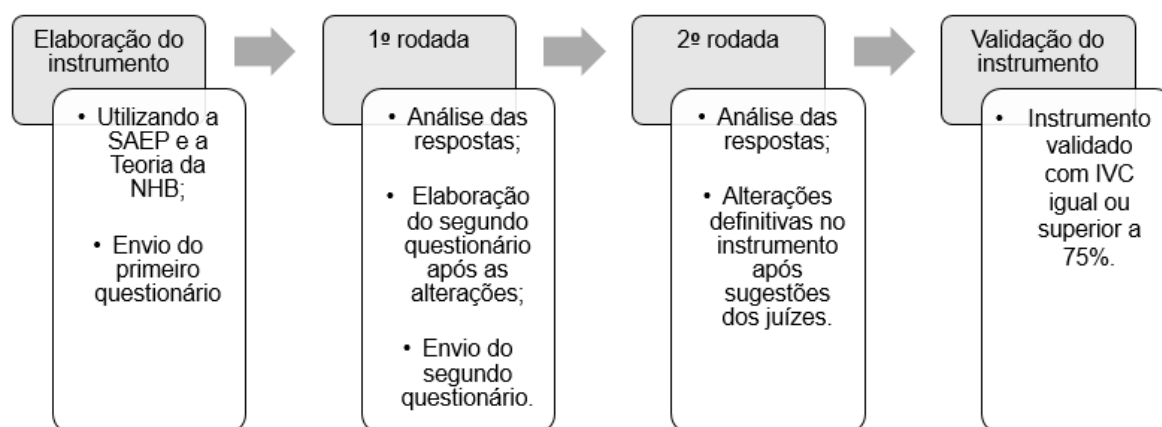 Elaboração do
instrumento
• Utilizando a
SAEP e a
Teoria da
NHB;
• Envio do
primeiro
questionário
1º rodada
• Análise das
respostas;
• Elaboração
do segundo
questionário
após as
alterações;
• Envio do
segundo
questionário.
2º rodada
• Análise das
respostas;
• Alterações
definitivas no
instrumento
após
sugestões
dos juízes.
Validação do
instrumento
• Instrumento
validado
com IVC
igual ou
superior a
75%.